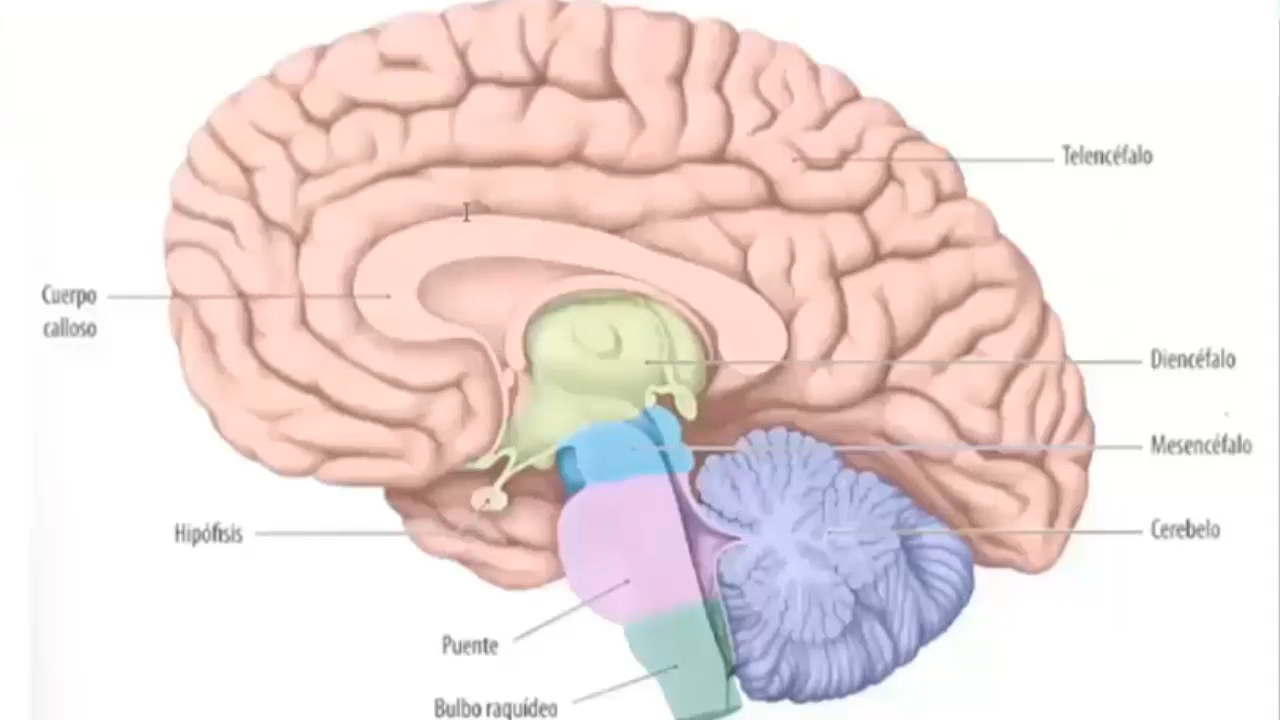 Telencéfalo
Cuerpo
calloso
Diencéfalo
Mesencéfalo
Hipófisis
Cerebelo
Puente
Bulbo raquídeo